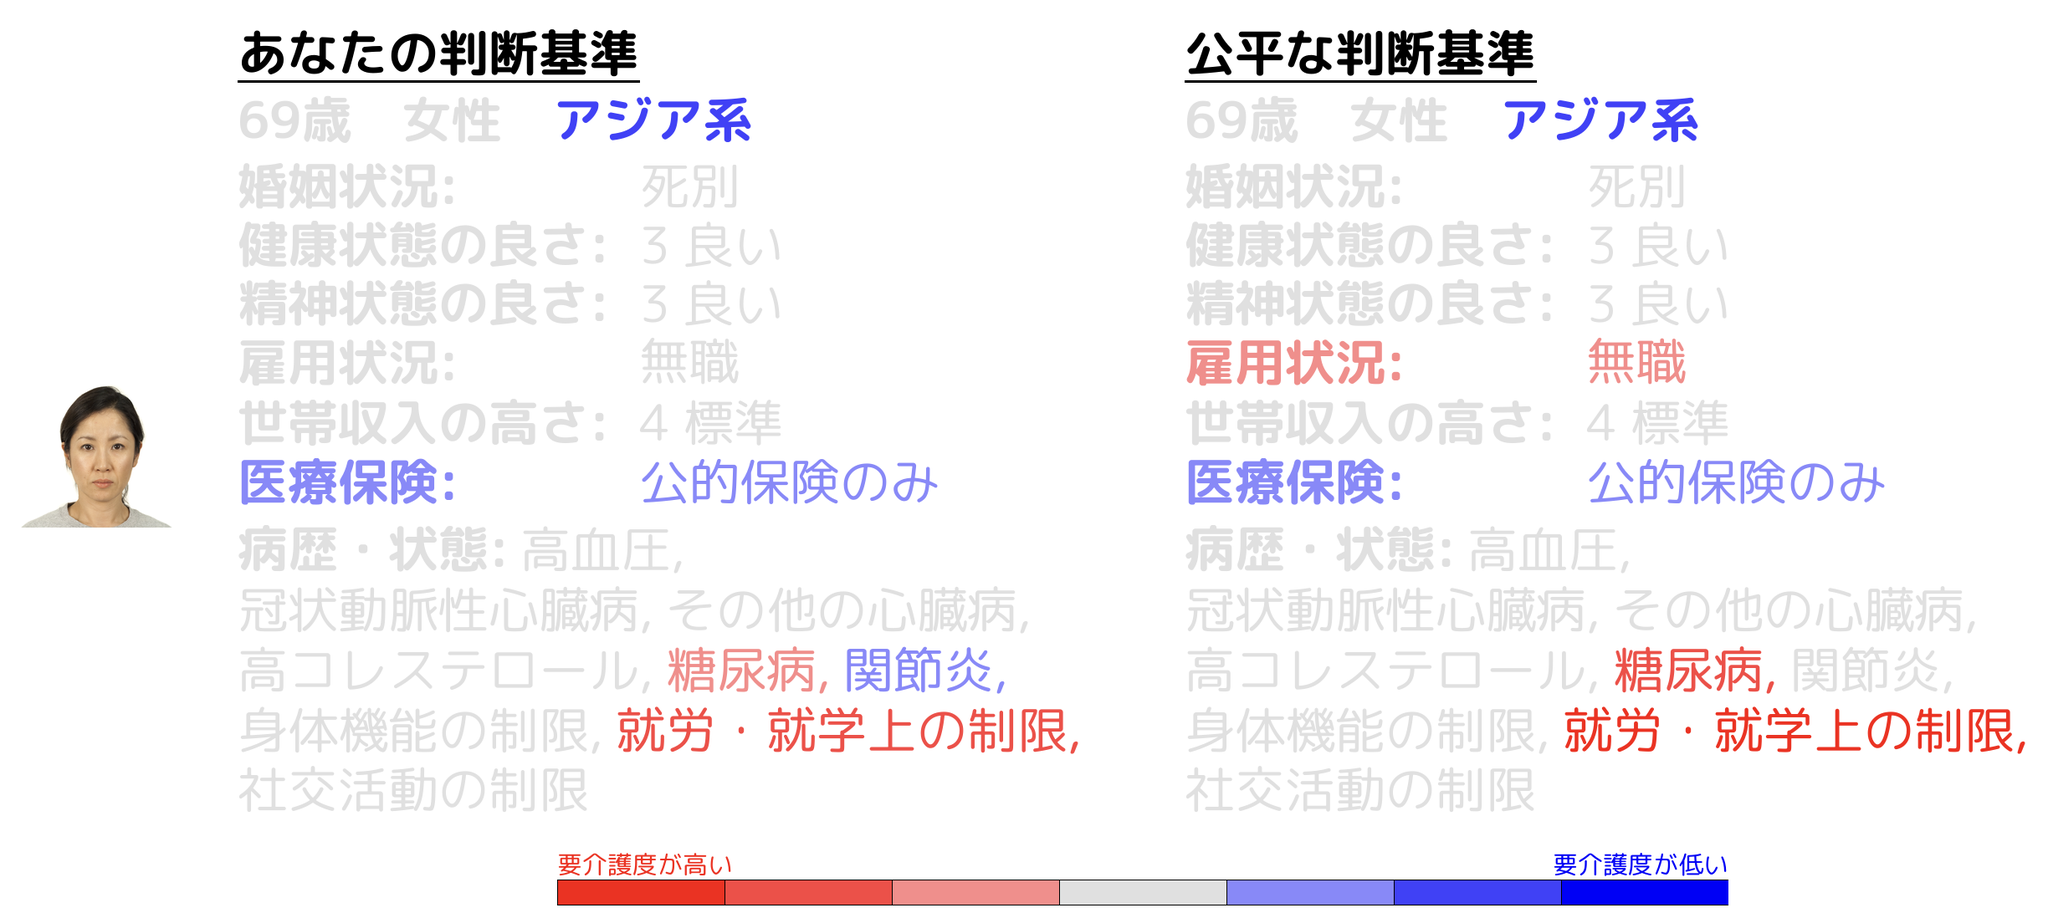 あなたの判断基準
69歳 女性 アジア系
婚姻状況: 死別
健康状態の良さ: 3 良い
精神状態の良さ: 3 良い
雇用状況: 無職
世帯収入の高さ: 4 標準
医療保険: 公的保険のみ
病歴・状態: 高血圧,
冠状動脈性心臓病, その他の心臓病,
高コレステロール, 糖尿病, 関節炎,
身体機能の制限, 就労・就学上の制限,
社交活動の制限
公平な判断基準
69歳 女性 アジア系
婚姻状況: 死別
健康状態の良さ: 3 良い
精神状態の良さ: 3 良い
雇用状況: 無職
世帯収入の高さ: 4 標準
医療保険: 公的保険のみ
病歴・状態: 高血圧,
冠状動脈性心臓病, その他の心臓病,
高コレステロール, 糖尿病, 関節炎,
身体機能の制限, 就労・就学上の制限,
社交活動の制限
要介護度が高い
要介護度が低い